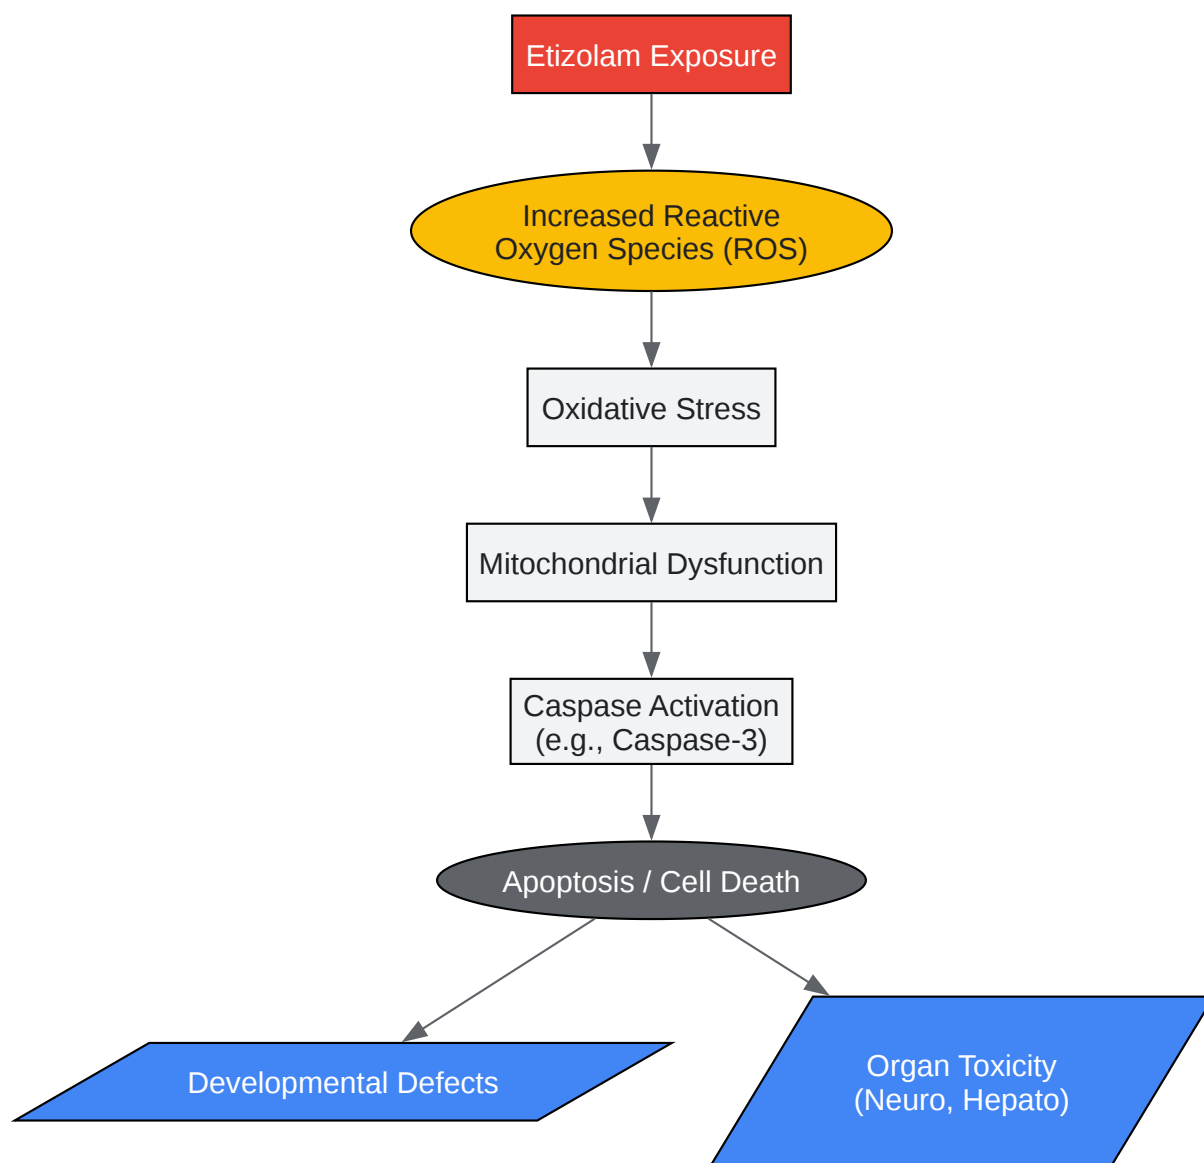 Etizolam Exposure
Increased Reactive
Oxygen Species (ROS)
Oxidative Stress
Mitochondrial Dysfunction
Caspase Activation
(e.g., Caspase-3)
Apoptosis / Cell Death
Developmental Defects
Organ Toxicity
(Neuro, Hepato)